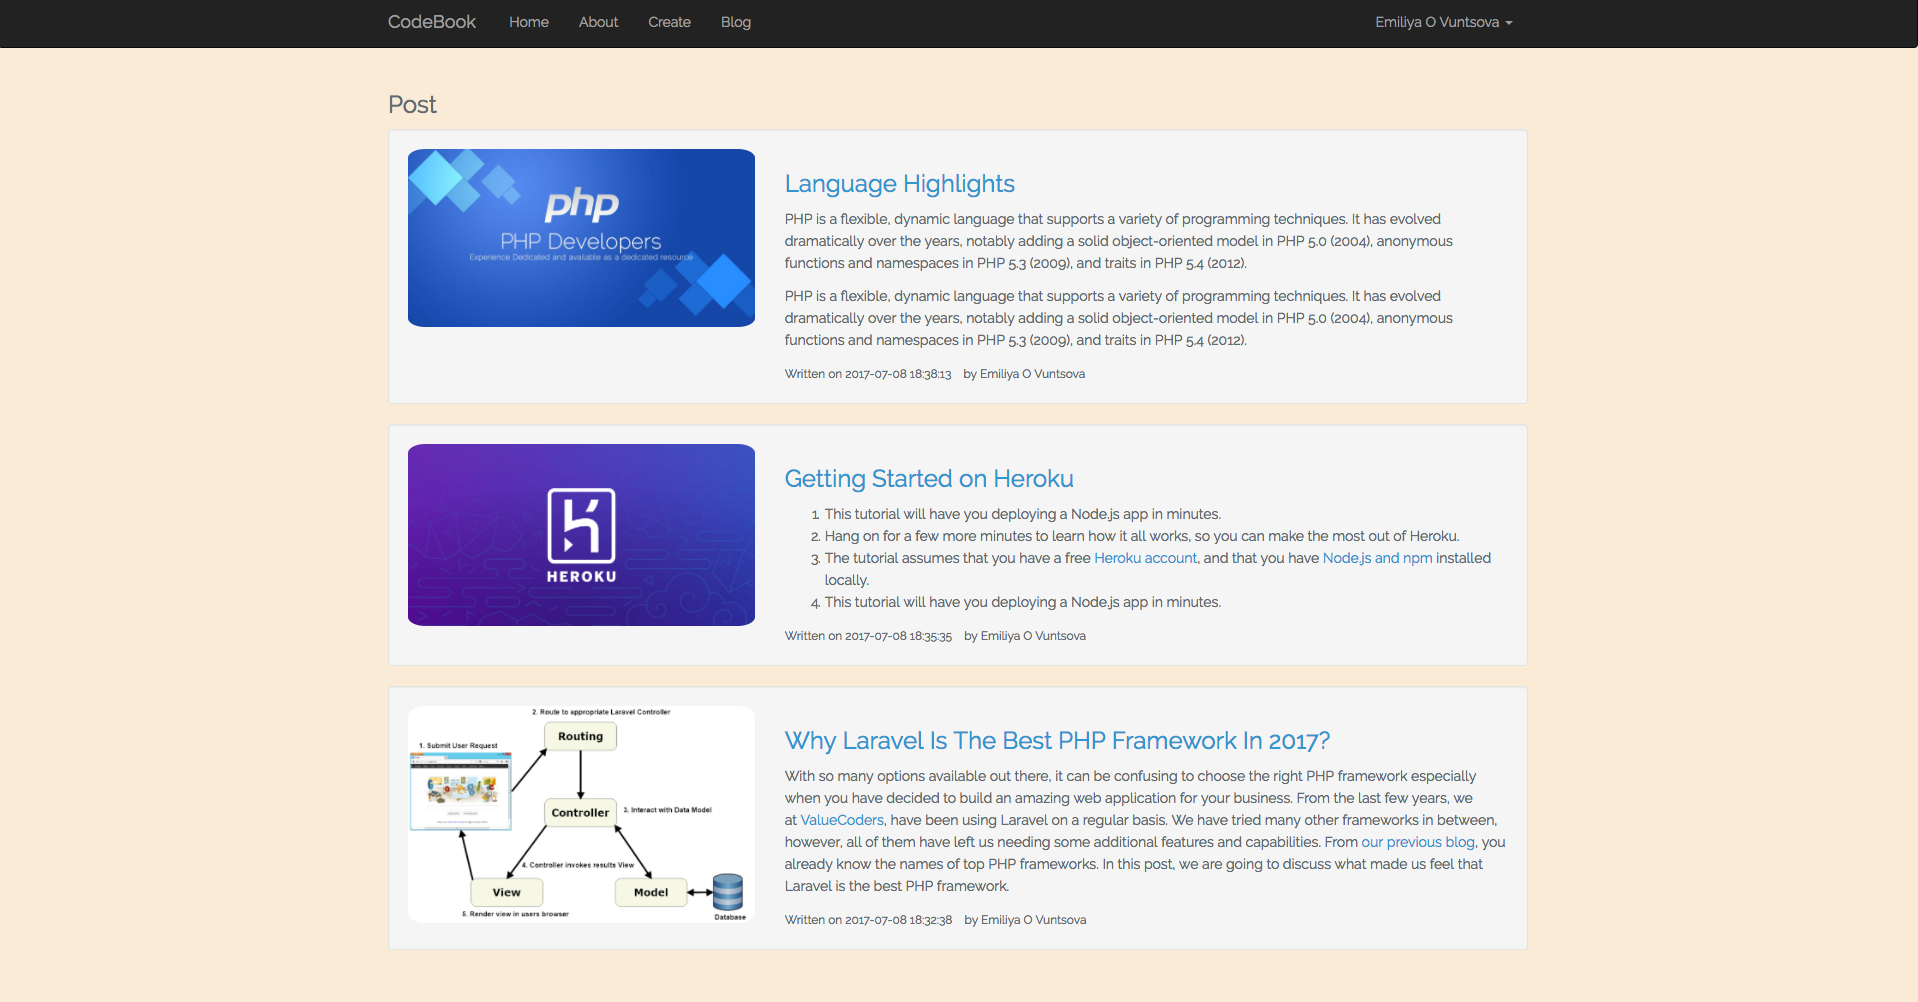 CodeBook Home About Create Blog Emiliya O Vuntsova
Post
php
PHP Developers
Experience Dedicated and available as a dedicated resource
Language Highlights
PHP is a flexible, dynamic language that supports a variety of programming techniques. It has evolved
dramatically over the years, notably adding a solid object-oriented model in PHP 5.0 (2004), anonymous
functions and namespaces in PHP 5.3 (2009), and traits in PHP 5.4 (2012).
PHP is a flexible, dynamic language that supports a variety of programming techniques. It has evolved
dramatically over the years, notably adding a solid object-oriented model in PHP 5.0 (2004), anonymous
functions and namespaces in PHP 5.3 (2009), and traits in PHP 5.4 (2012).
Written on 2017-07-08 18:38:13 by Emiliya O Vuntsova
HEROKU
Getting Started on Heroku
1. This tutorial will have you deploying a Node.js app in minutes.
2. Hang on for a few more minutes to learn how it all works, so you can make the most out of Heroku.
3. The tutorial assumes that you have a free Heroku account, and that you have Node.js and npm installed
locally.
4. This tutorial will have you deploying a Node.js app in minutes.
Written on 2017-07-08 18:35:35 by Emiliya O Vuntsova
2. Route to appropriate Laravel Controller
Routing
1. Submit User Request
Controller
3. Interact with Data Model
4. Controller invokes results View
View
Model
5. Render view in users browser
Database
Why Laravel Is The Best PHP Framework In 2017?
With so many options available out there, it can be confusing to choose the right PHP framework especially
when you have decided to build an amazing web application for your business. From the last few years, we
at ValueCoders, have been using Laravel on a regular basis. We have tried many other frameworks in between,
however, all of them have left us needing some additional features and capabilities. From our previous blog, you
already know the names of top PHP frameworks. In this post, we are going to discuss what made us feel that
Laravel is the best PHP framework.
Written on 2017-07-08 18:32:38 by Emiliya O Vuntsova